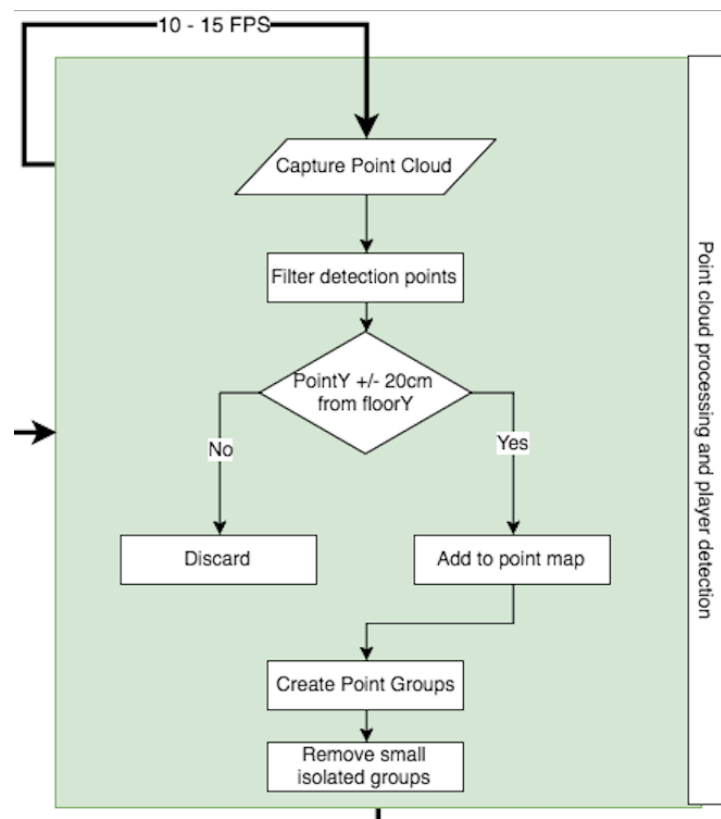 10 - 15 FPS
Capture Point Cloud
Filter detection points
PointY +/- 20cm
from floorY
No
Yes
Discard
Add to point map
Create Point Groups
Remove small
isolated groups
Point cloud processing and player detection